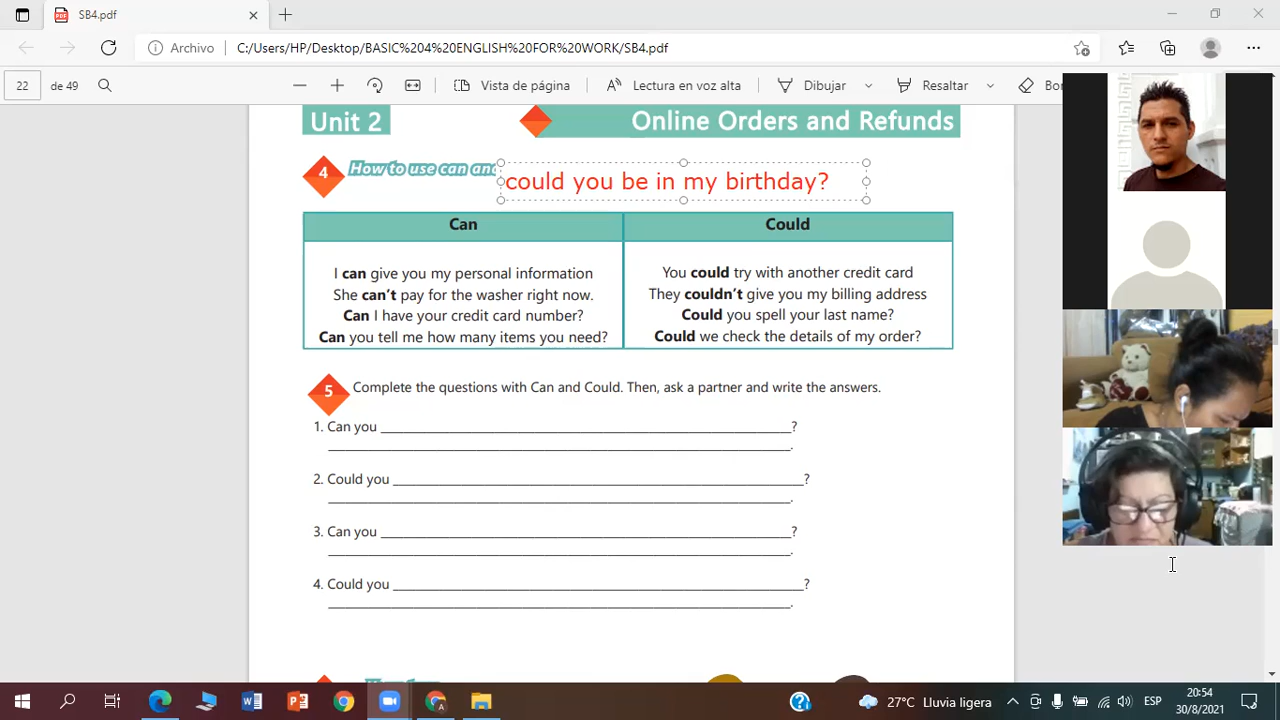 SB4.pdf
Archivo
C:/Users/HP/Desktop/BASIC%204%20ENGLISH%20FOR%20WORK/SB4.pdf
22
de 49
Vista de página
Lectura en voz alta
Dibujar
Resaltar
Bor
Unit 2
Online Orders and Refunds
4
How to use can and
could you be in my birthday?
Can
Could
I can give you my personal information
She can't pay for the washer right now.
Can I have your credit card number?
Can you tell me how many items you need?
You could try with another credit card
They couldn't give you my billing address
Could you spell your last name?
Could we check the details of my order?
5
Complete the questions with Can and Could. Then, ask a partner and write the answers.
1. Can you ?
.
2. Could you ?
.
3. Can you ?
.
4. Could you ?
.
27°C Lluvia ligera
ESP
20:54
30/8/2021